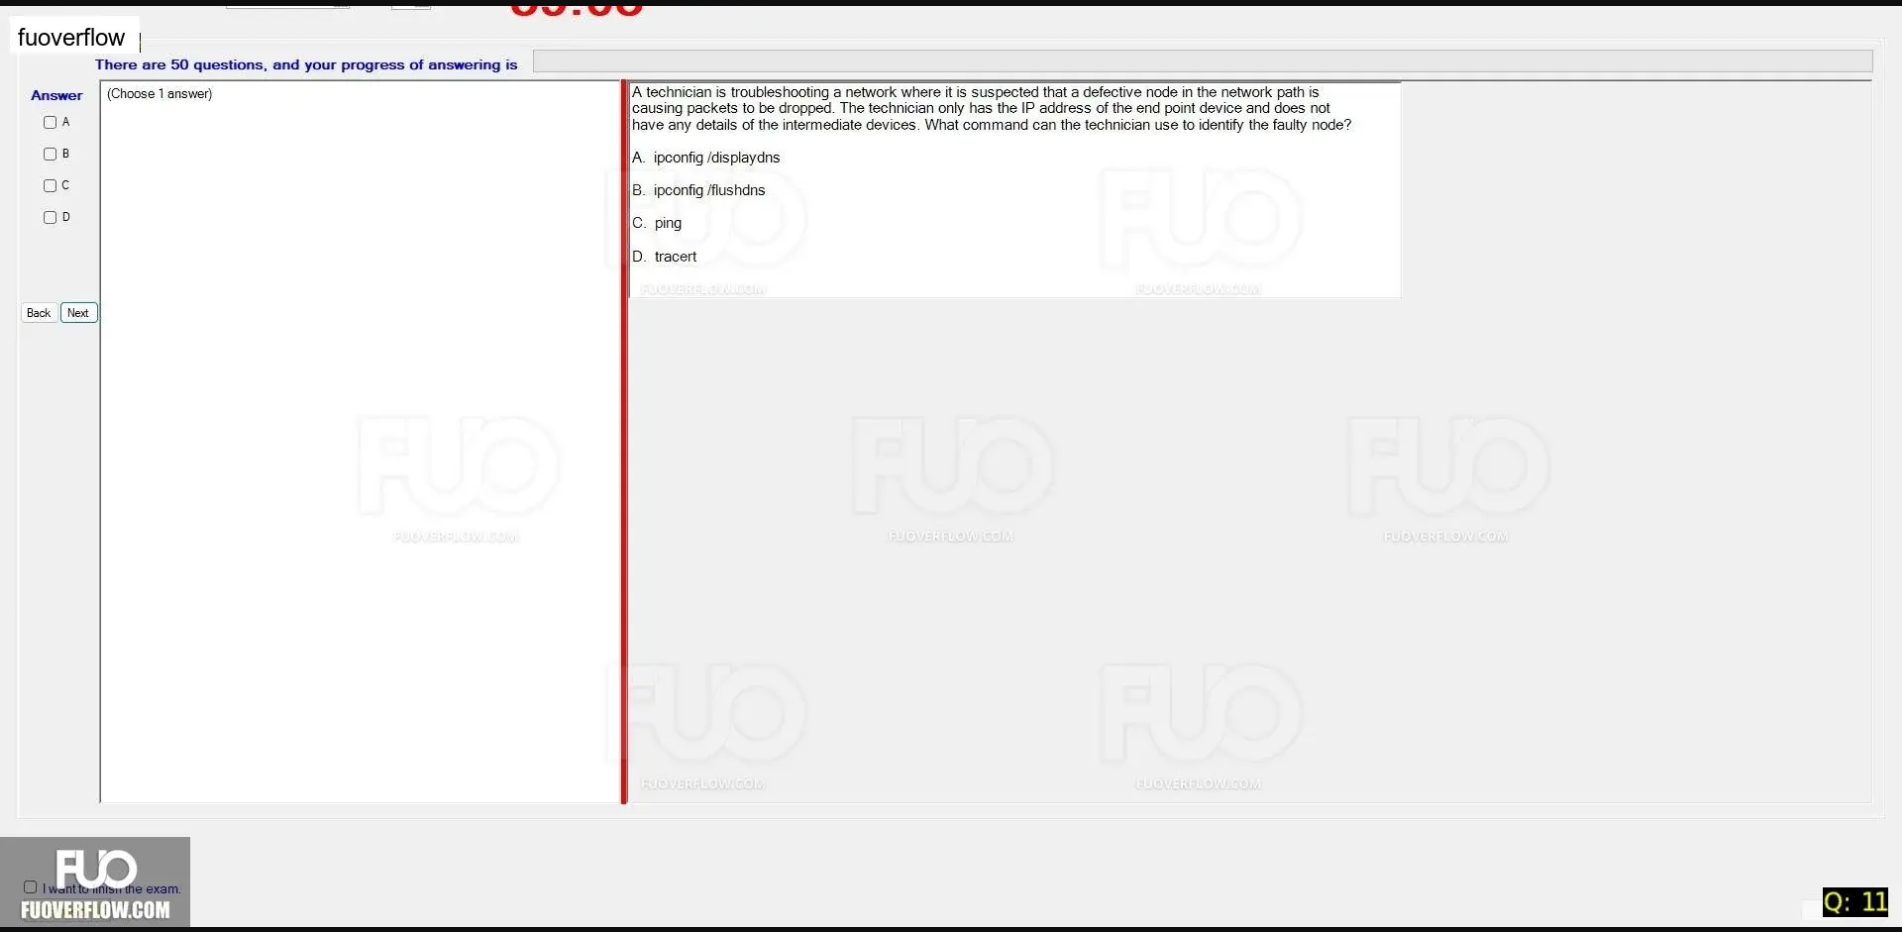 fuoverflow
There are 50 questions, and your progress of answering is
Answer
(Choose 1 answer)
A
B
C
D
Back
Next
A technician is troubleshooting a network where it is suspected that a defective node in the network path is
causing packets to be dropped. The technician only has the IP address of the end point device and does not
have any details of the intermediate devices. What command can the technician use to identify the faulty node?
A. ipconfig /displaydns
B. ipconfig /flushdns
C. ping
D. tracert
FUO
FUOVERFLOW.COM
FUO
FUOVERFLOW.COM
FUO
FUOVERFLOW.COM
FUO
FUOVERFLOW.COM
FUO
FUOVERFLOW.COM
FUO
FUOVERFLOW.COM
FUO
FUOVERFLOW.COM
FUO
I want to finish the exam.
FUOVERFLOW.COM
Q: 11